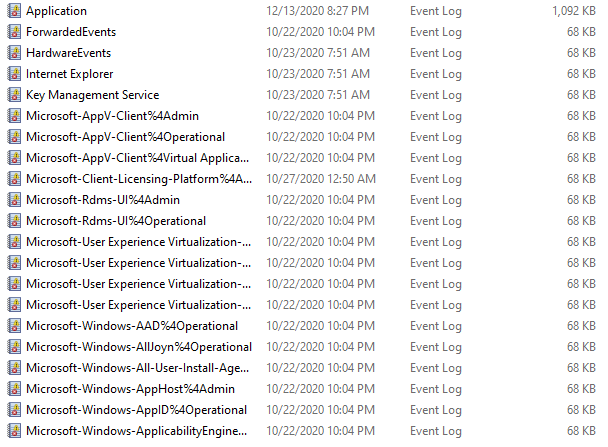 Application 12/13/2020 8:27 PM Event Log 1,092 KB
ForwardedEvents 10/22/2020 10:04 PM Event Log 68 KB
HardwareEvents 10/23/2020 7:51 AM Event Log 68 KB
Internet Explorer 10/23/2020 7:51 AM Event Log 68 KB
Key Management Service 10/23/2020 7:51 AM Event Log 68 KB
Microsoft-AppV-Client%4Admin 10/22/2020 10:04 PM Event Log 68 KB
Microsoft-AppV-Client%4Operational 10/22/2020 10:04 PM Event Log 68 KB
Microsoft-AppV-Client%4Virtual Applica... 10/22/2020 10:04 PM Event Log 68 KB
Microsoft-Client-Licensing-Platform%4A... 10/27/2020 12:50 AM Event Log 68 KB
Microsoft-Rdms-UI%4Admin 10/22/2020 10:04 PM Event Log 68 KB
Microsoft-Rdms-UI%4Operational 10/22/2020 10:04 PM Event Log 68 KB
Microsoft-User Experience Virtualization-... 10/22/2020 10:04 PM Event Log 68 KB
Microsoft-User Experience Virtualization-... 10/22/2020 10:04 PM Event Log 68 KB
Microsoft-User Experience Virtualization-... 10/22/2020 10:04 PM Event Log 68 KB
Microsoft-User Experience Virtualization-... 10/22/2020 10:04 PM Event Log 68 KB
Microsoft-Windows-AAD%4Operational 10/22/2020 10:04 PM Event Log 68 KB
Microsoft-Windows-AllJoyn%4Operational 10/22/2020 10:04 PM Event Log 68 KB
Microsoft-Windows-All-User-Install-Age... 10/22/2020 10:04 PM Event Log 68 KB
Microsoft-Windows-AppHost%4Admin 10/22/2020 10:04 PM Event Log 68 KB
Microsoft-Windows-AppID%4Operational 10/22/2020 10:04 PM Event Log 68 KB
Microsoft-Windows-ApplicabilityEngine... 10/22/2020 10:04 PM Event Log 68 KB